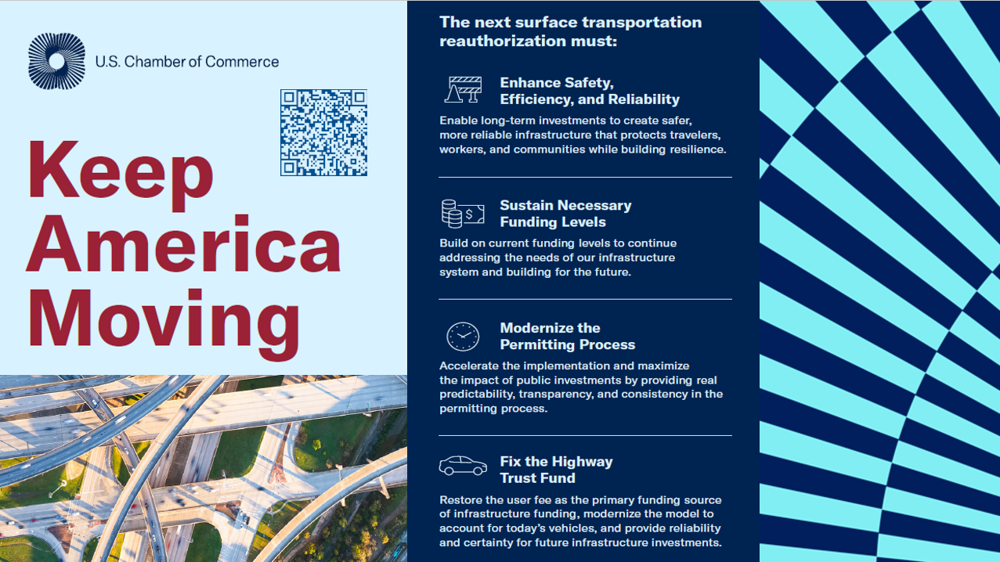 U.S. Chamber of Commerce
Keep
America
Moving
The next surface transportation
reauthorization must:
Enhance Safety,
Efficiency, and Reliability
Enable long-term investments to create safer,
more reliable infrastructure that protects travelers,
workers, and communities while building resilience.
Sustain Necessary
Funding Levels
$
Build on current funding levels to continue
addressing the needs of our infrastructure
system and building for the future.
Modernize the
Permitting Process
Accelerate the implementation and maximize
the impact of public investments by providing real
predictability, transparency, and consistency in the
permitting process.
Fix the Highway
Trust Fund
Restore the user fee as the primary funding source
of infrastructure funding, modernize the model to
account for today’s vehicles, and provide reliability
and certainty for future infrastructure investments.